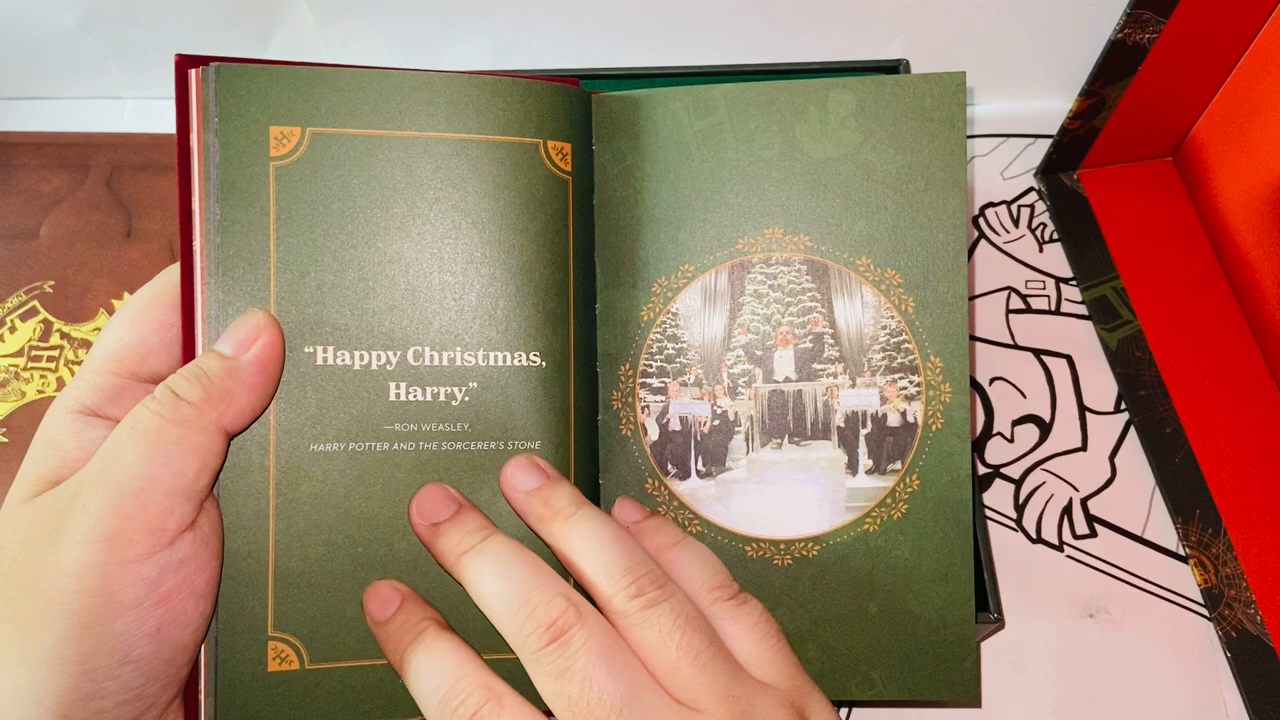 “Happy Christmas,
Harry.”
—RON WEASLEY,
HARRY POTTER AND THE SORCERER’S STONE
H
H
H
H